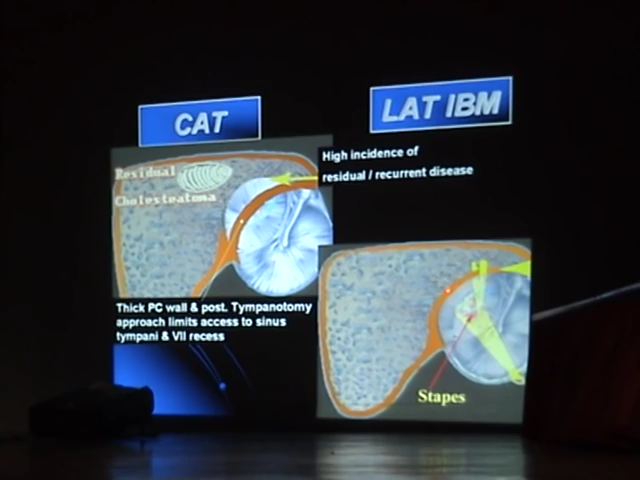 CAT
LAT IBM
High incidence of
residual / recurrent disease
Residual
Cholesteatoma
Thick PC wall & post. Tympanotomy
approach limits access to sinus
tympani & VII recess
Stapes